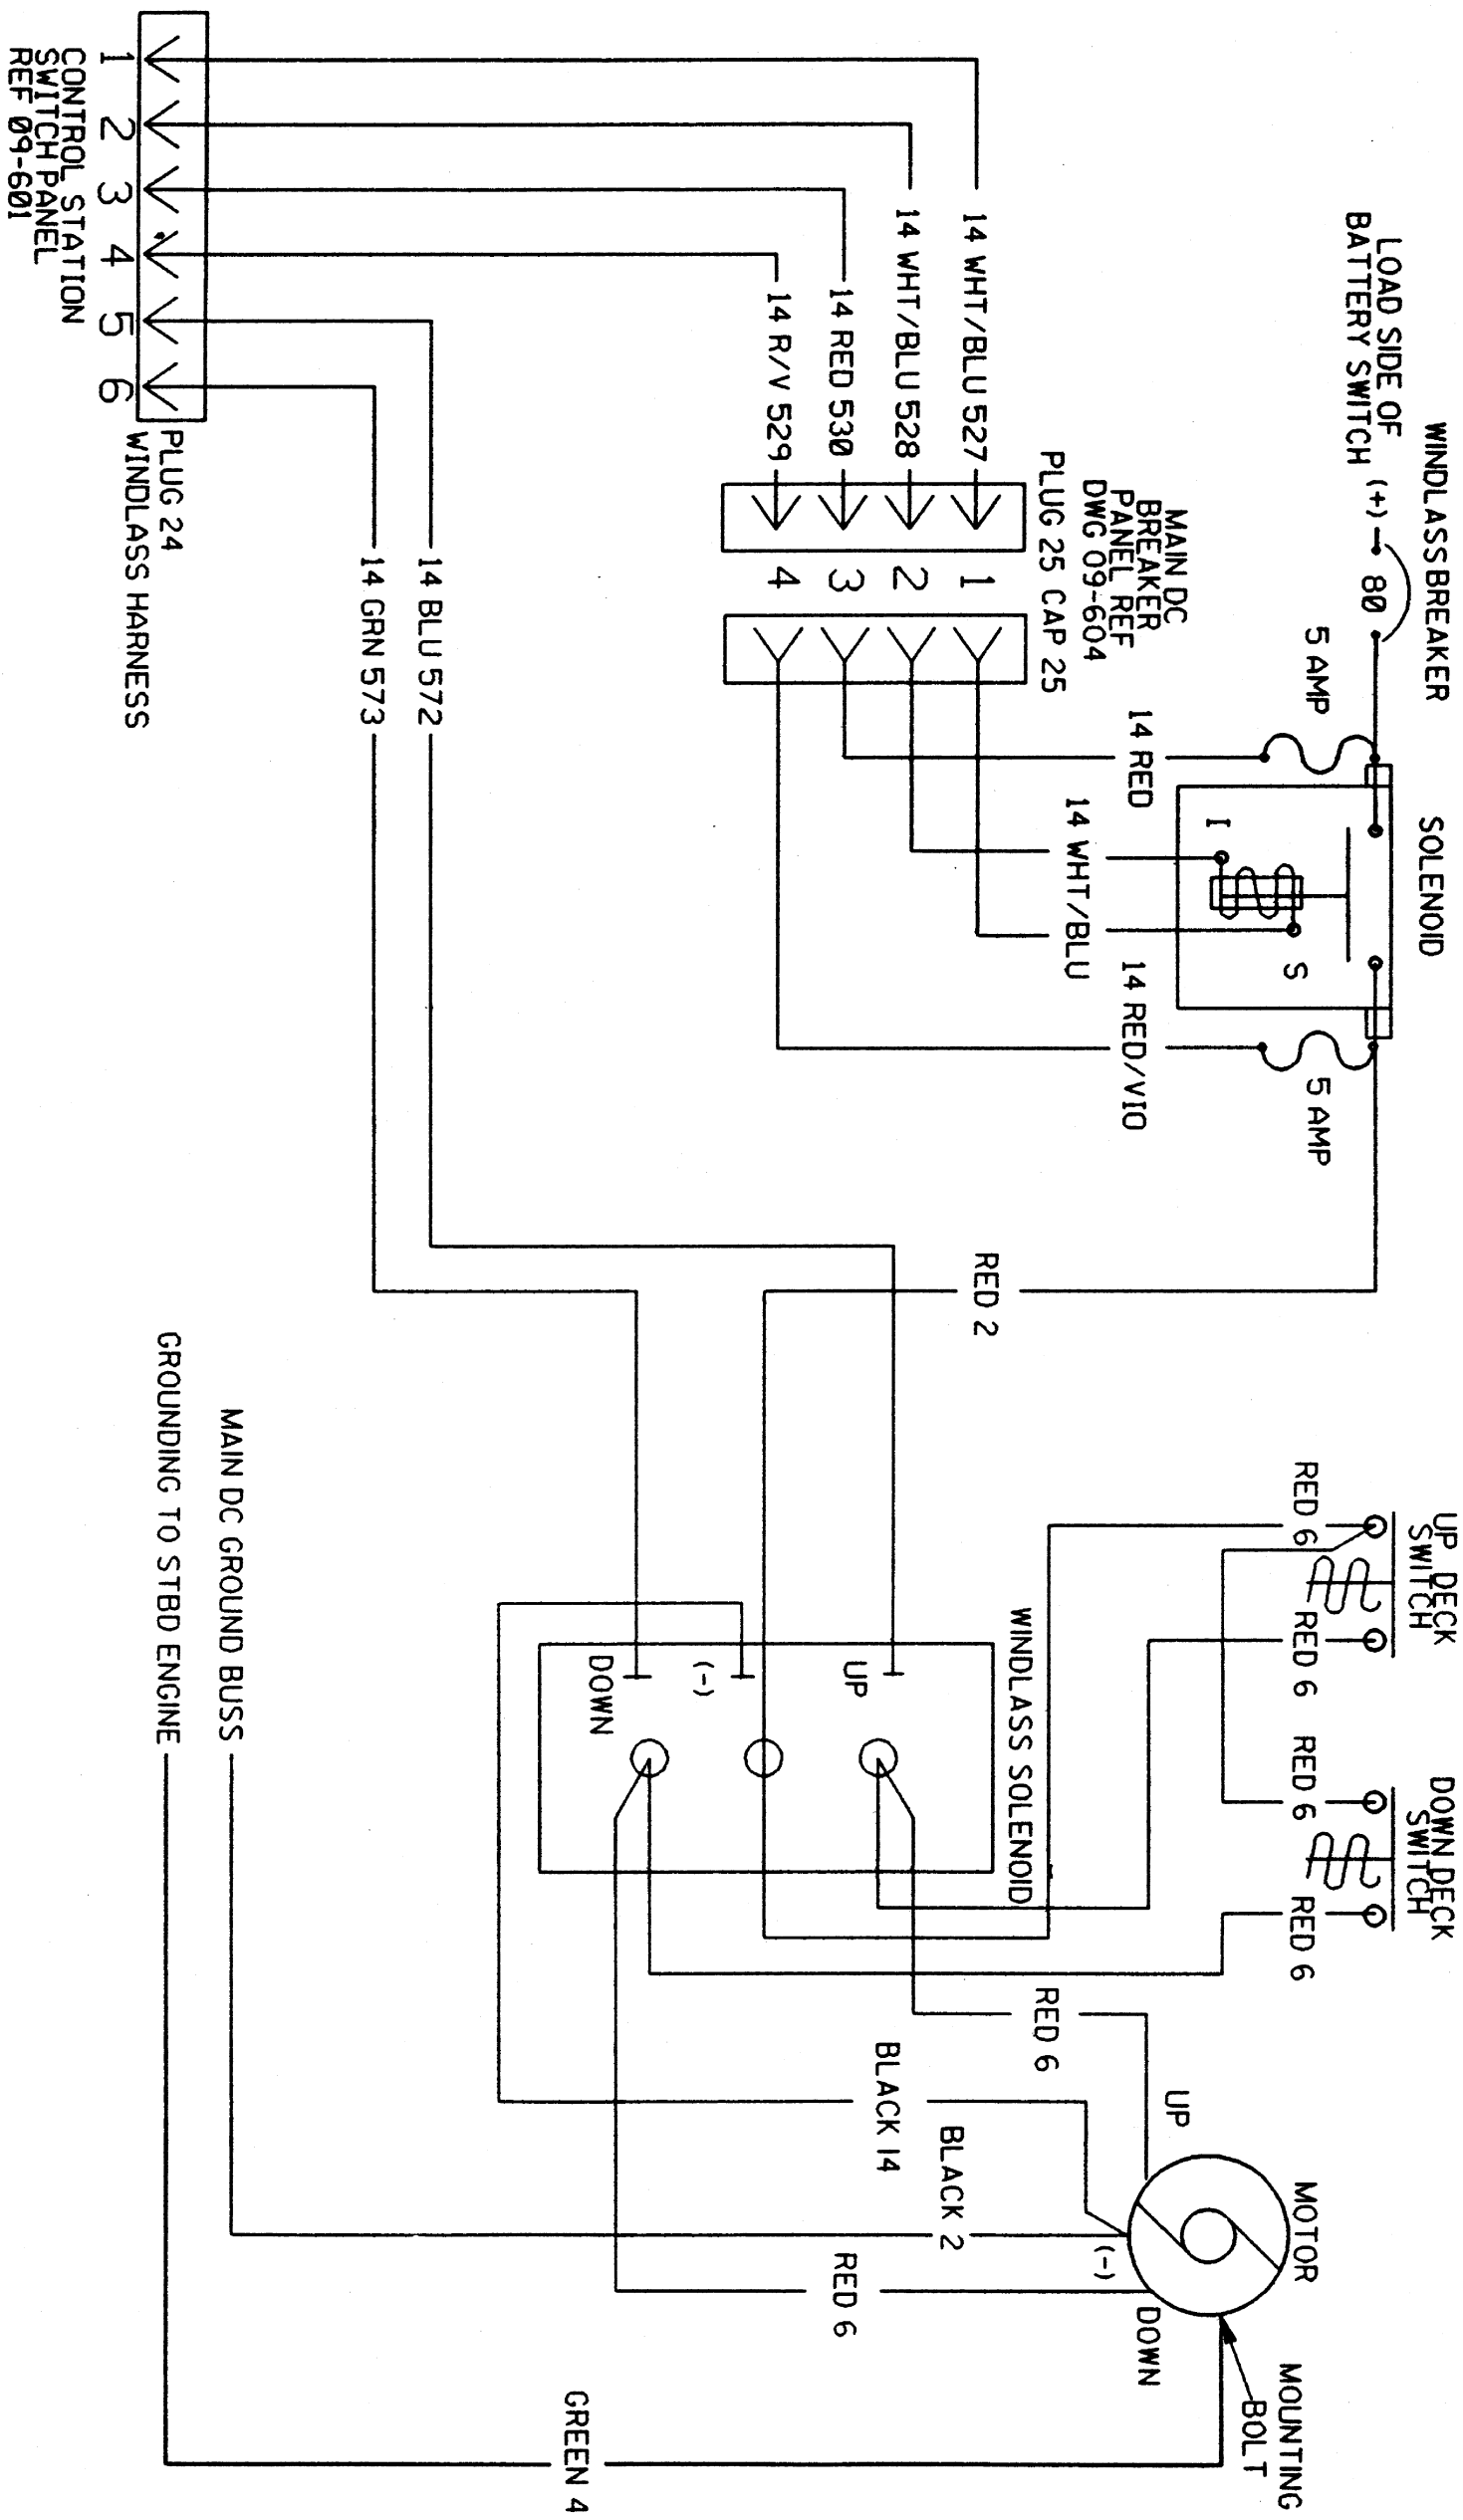 WINDLASS BREAKER
LOAD SIDE OF
BATTERY SWITCH
(+)
80
5 AMP
SOLENOID
I
S
5 AMP
UP DECK
SWITCH
RED 6
RED 6
DOWN DECK
SWITCH
RED 6
RED 6
MOTOR
MOUNTING
BOLT
UP
(-)
DOWN
MAIN DC
BREAKER
PANEL REF
DWG 09-604
PLUG 25 CAP 25
14 RED
14 WHT/BLU
14 RED/VIO
14 WHT/BLU 527
14 WHT/BLU 528
14 RED 530
14 R/V 529
1
2
3
4
RED 2
WINDLASS SOLENOID
UP
(-)
DOWN
RED 6
BLACK 14
BLACK 2
RED 6
GREEN 4
14 BLU 572
14 GRN 573
MAIN DC GROUND BUSS
GROUNDING TO STBD ENGINE
PLUG 24
WINDLASS HARNESS
1 2 3 4 5 6
CONTROL STATION
SWITCH PANEL
REF 09-601